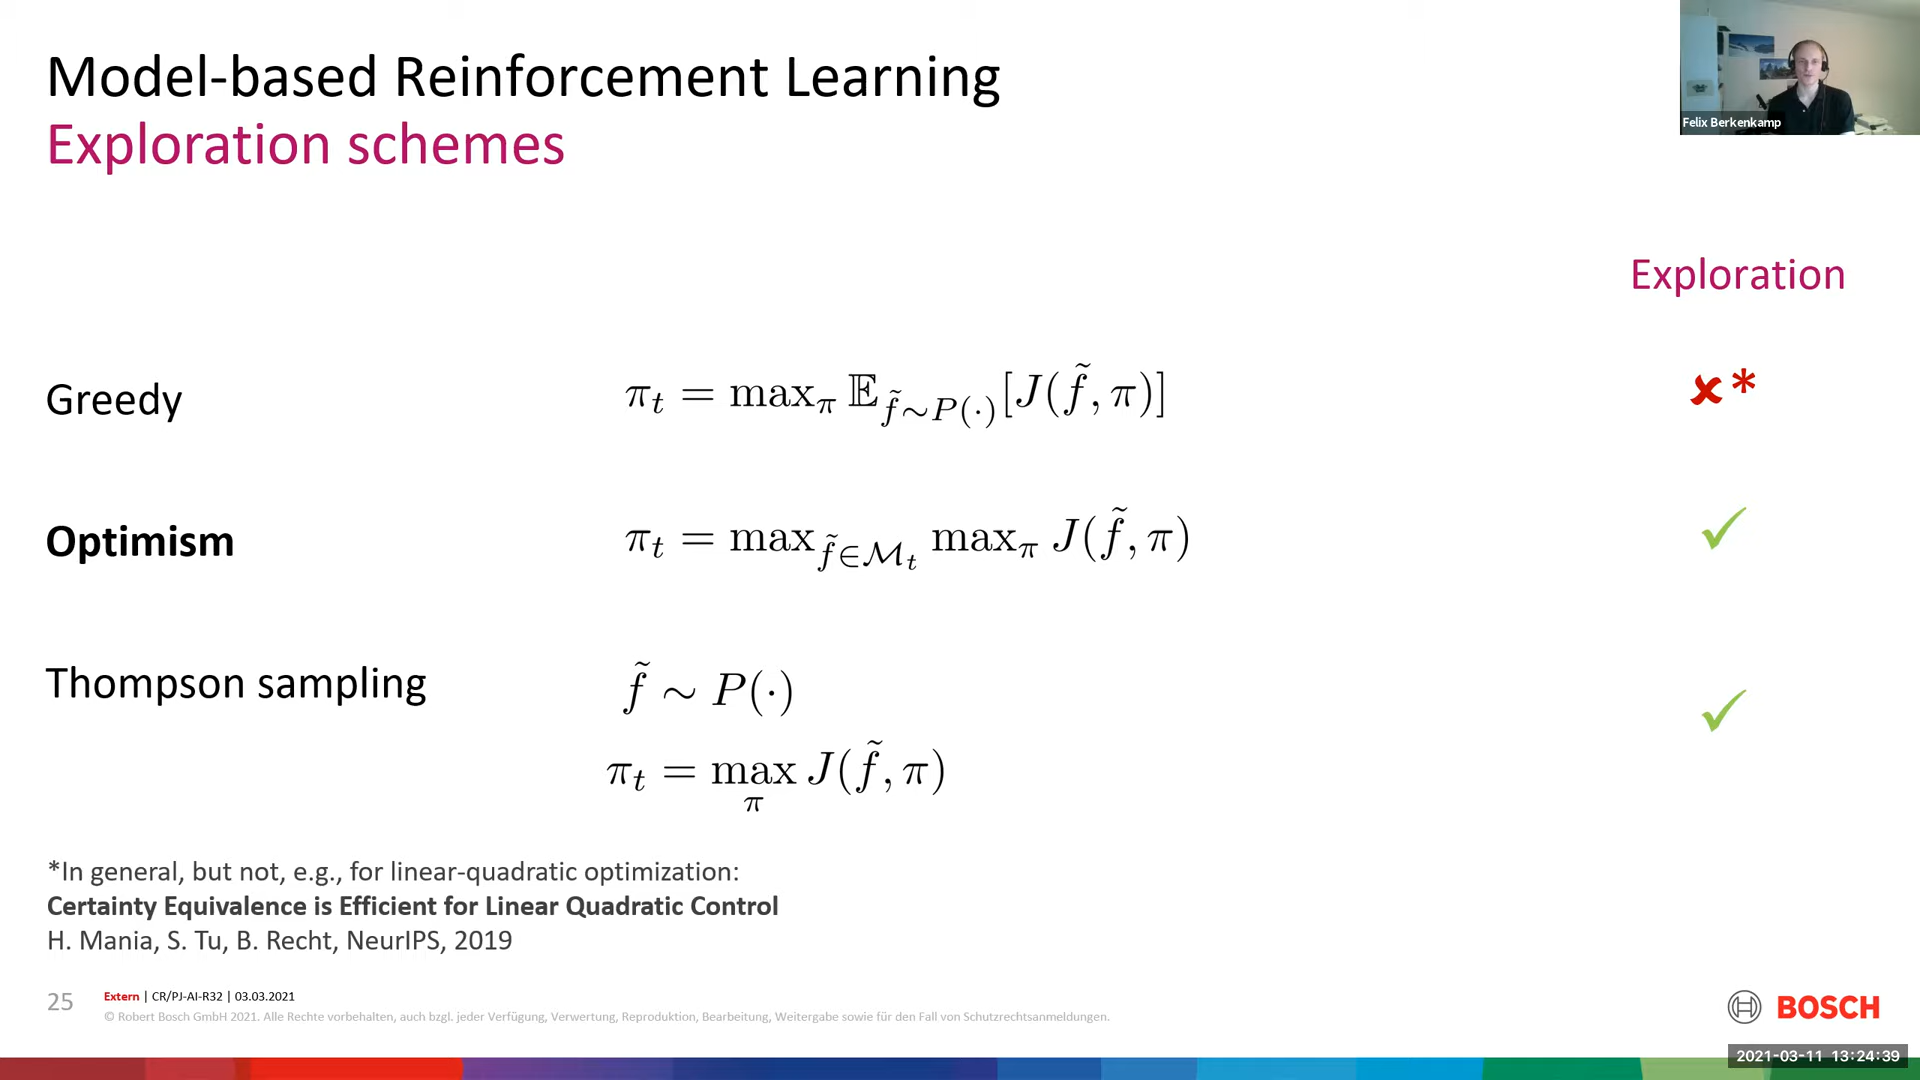 Model-based Reinforcement Learning
Exploration schemes
Felix Berkenkamp
Exploration
Greedy
π_t = max_π 𝔼_{f̃∼P(·)}[J(f̃, π)]
✘*
Optimism
π_t = max_{f̃∈ℳ_t} max_π J(f̃, π)
✓
Thompson sampling
f̃ ∼ P(·)
✓
π_t = max_π J(f̃, π)
*In general, but not, e.g., for linear-quadratic optimization:
Certainty Equivalence is Efficient for Linear Quadratic Control
H. Mania, S. Tu, B. Recht, NeurIPS, 2019
25
Extern | CR/PJ-AI-R32 | 03.03.2021
© Robert Bosch GmbH 2021. Alle Rechte vorbehalten, auch bzgl. jeder Verfügung, Verwertung, Reproduktion, Bearbeitung, Weitergabe sowie für den Fall von Schutzrechtsanmeldungen.
BOSCH
2021-03-11 13:24:39